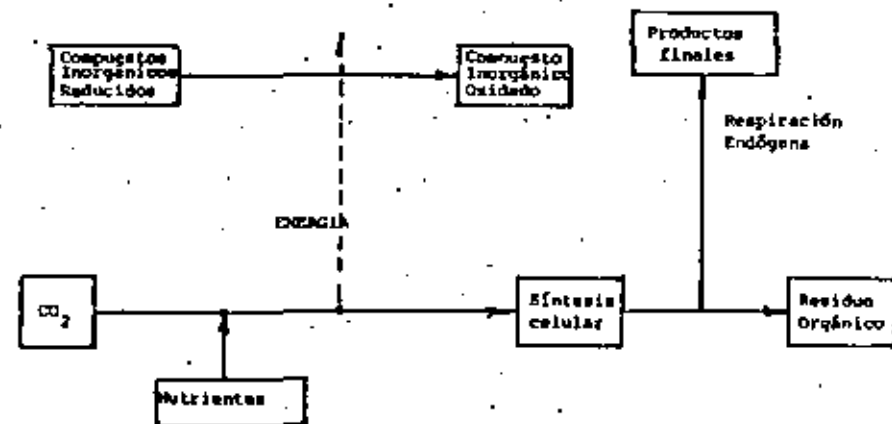 Compuestos
Inorgánicos
Reducidos
Compuesto
Inorgánico
Oxidado
Productos
finales
Respiración
Endógena
ENERGIA
CO2
Síntesis
celular
Residuo
Orgánico
Nutrientes